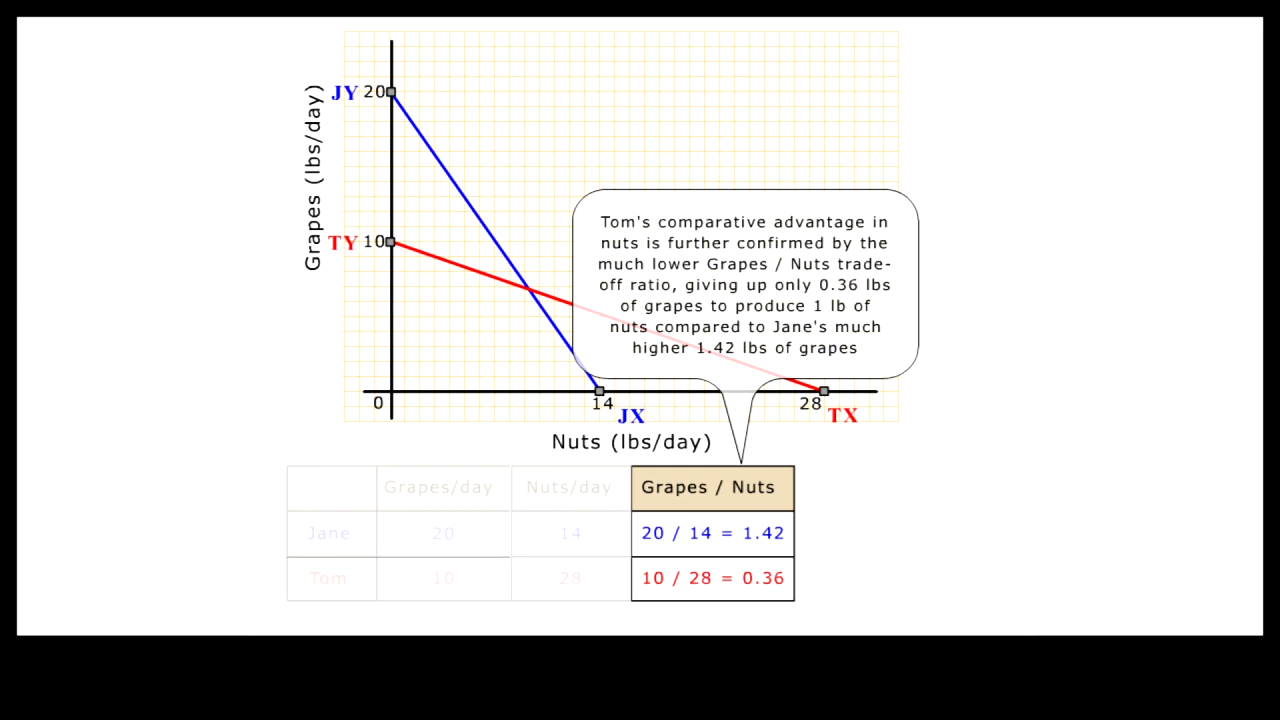 Grapes (lbs/day)
JY 20
TY 10
Tom's comparative advantage in
nuts is further confirmed by the
much lower Grapes / Nuts trade-
off ratio, giving up only 0.36 lbs
of grapes to produce 1 lb of
nuts compared to Jane's much
higher 1.42 lbs of grapes
0 14 28
JX TX
Nuts (lbs/day)
Grapes/day Nuts/day Grapes / Nuts
Jane 20 14 20 / 14 = 1.42
Tom 10 28 10 / 28 = 0.36